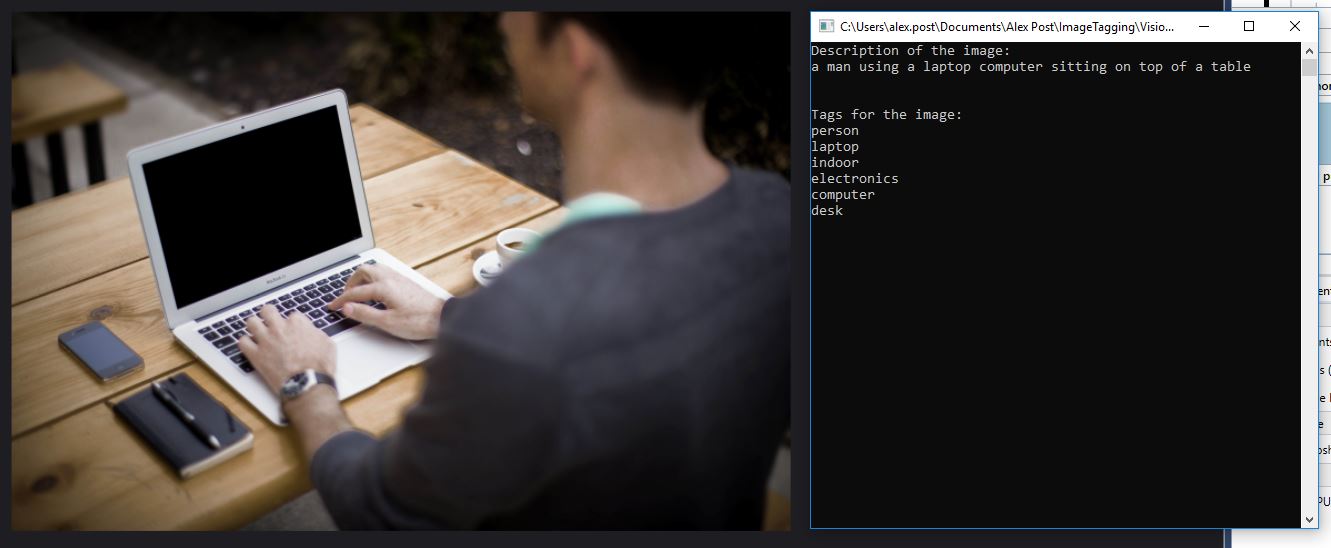 C:\Users\alex.post\Documents\Alex Post\ImageTagging\Visio...
Description of the image:
a man using a laptop computer sitting on top of a table
Tags for the image:
person
laptop
indoor
electronics
computer
desk